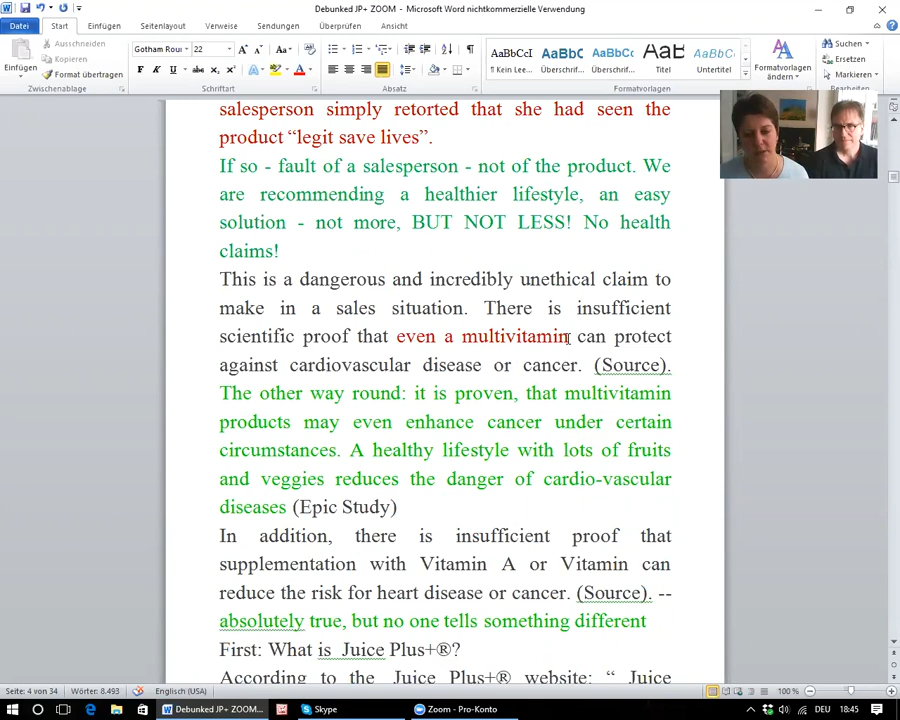 Debunked JP+ ZOOM - Microsoft Word nichtkommerzielle Verwendung
Datei Start Einfügen Seitenlayout Verweise Sendungen Überprüfen Ansicht
Einfügen
Ausschneiden
Kopieren
Format übertragen
Zwischenablage
Gotham Roun 22
Schriftart
Absatz
AaBbCcI AaBbC AaBbCc AaB AaBbCc.
¶ Kein Lee... Überschrif... Überschrif... Titel Untertitel
Formatvorlagen ändern
Formatvorlagen
Suchen
Ersetzen
Markieren
Bearbeiten
salesperson simply retorted that she had seen the
product “legit save lives”.
If so - fault of a salesperson - not of the product. We
are recommending a healthier lifestyle, an easy
solution - not more, BUT NOT LESS! No health
claims!
This is a dangerous and incredibly unethical claim to
make in a sales situation. There is insufficient
scientific proof that even a multivitamin can protect
against cardiovascular disease or cancer. (Source).
The other way round: it is proven, that multivitamin
products may even enhance cancer under certain
circumstances. A healthy lifestyle with lots of fruits
and veggies reduces the danger of cardio-vascular
diseases (Epic Study)
In addition, there is insufficient proof that
supplementation with Vitamin A or Vitamin can
reduce the risk for heart disease or cancer. (Source). --
absolutely true, but no one tells something different
First: What is Juice Plus+®?
According to the Juice Plus+® website: “ Juice
Seite: 4 von 34 Wörter: 8.493 Englisch (USA) 100 %
Debunked JP+ ZOOM... Skype Zoom - Pro-Konto DEU 18:45